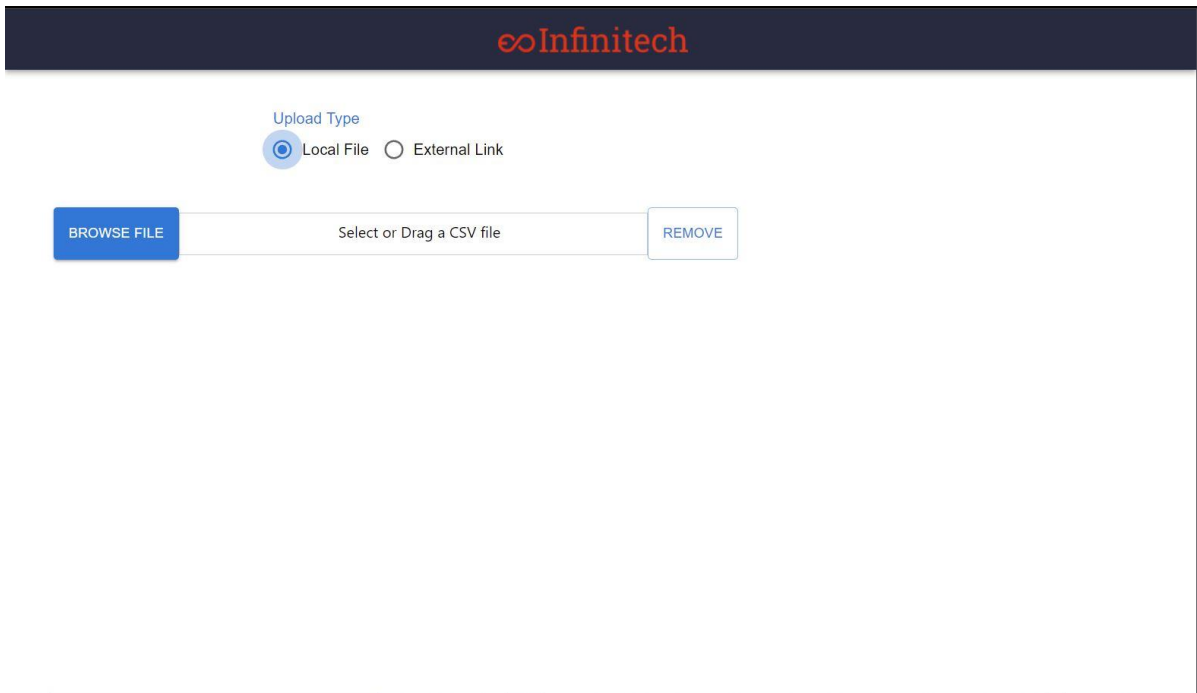 Infinitech
Upload Type
Local File External Link
BROWSE FILE Select or Drag a CSV file REMOVE